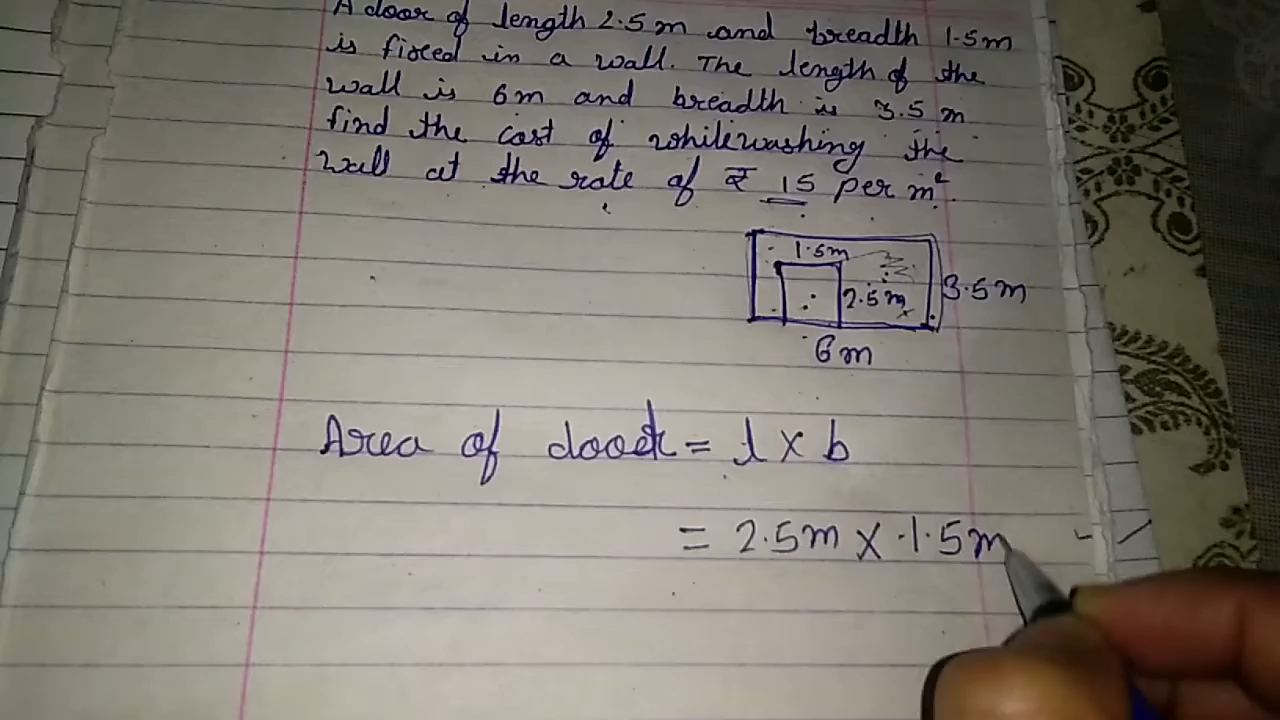 A door of length 2.5 m and breadth 1.5m
is fixed in a wall. The length of the
wall is 6m and breadth is 3.5 m
find the cost of whitewashing the
wall at the rate of ₹ 15 per m².
1.5m
2.5m
3.5m
6m
Area of door = l x b
= 2.5m x 1.5m